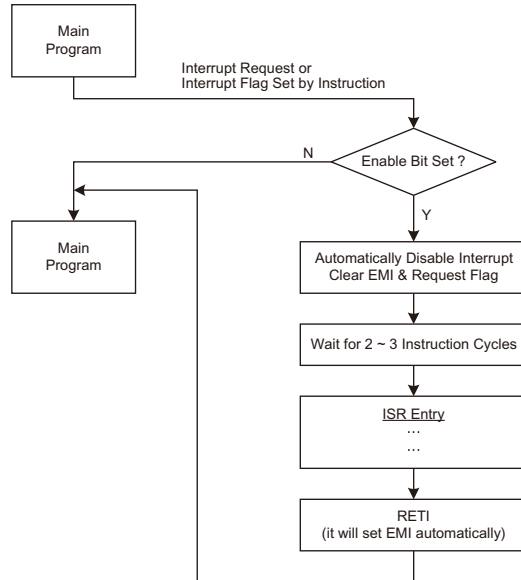 Main
Program
Interrupt Request or
Interrupt Flag Set by Instruction
N
Enable Bit Set ?
Y
Main
Program
Automatically Disable Interrupt
Clear EMI & Request Flag
Wait for 2 ~ 3 Instruction Cycles
ISR Entry
...
...
RETI
(it will set EMI automatically)